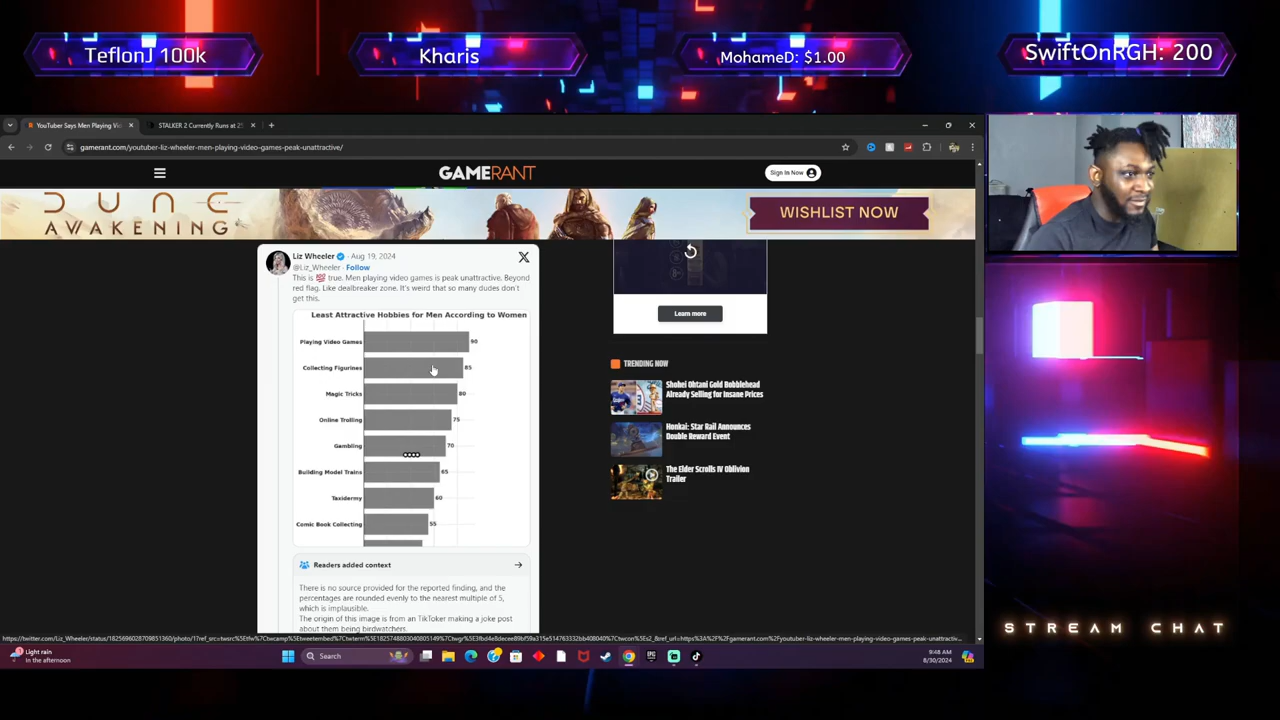 TeflonJ 100k
Kharis
MohameD: $1.00
SwiftOnRGH: 200
YouTuber Says Men Playing Vi
STALKER 2 Currently Runs at 25
gamerant.com/youtuber-liz-wheeler-men-playing-video-games-peak-unattractive/
GAMERANT
Sign In Now
DUNE
AWAKENING
WISHLIST NOW
Liz Wheeler · Aug 19, 2024
@Liz_Wheeler · Follow
This is 💯 true. Men playing video games is peak unattractive. Beyond
red flag. Like dealbreaker zone. It's weird that so many dudes don't
get this.
Least Attractive Hobbies for Men According to Women
Playing Video Games 90
Collecting Figurines 85
Magic Tricks 80
Online Trolling 75
Gambling 70
Building Model Trains 65
Taxidermy 60
Comic Book Collecting 55
Readers added context
There is no source provided for the reported finding, and the
percentages are rounded evenly to the nearest multiple of 5,
which is implausible.
The origin of this image is from an TikToker making a joke post
about them being birdwatchers.
Learn more
TRENDING NOW
Shohei Ohtani Gold Bobblehead
Already Selling for Insane Prices
Honkai: Star Rail Announces
Double Reward Event
The Elder Scrolls IV Oblivion
Trailer
Light rain
In the afternoon
Search
9:48 AM
8/30/2024
STREAM CHAT